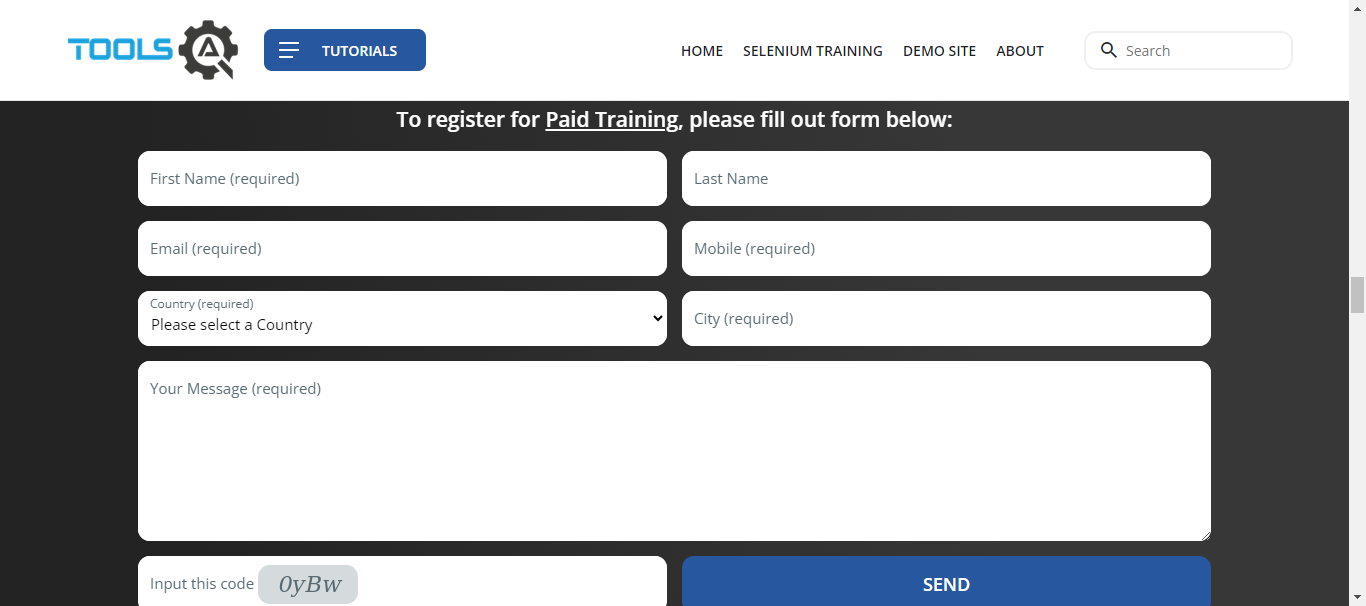 TOOLS QA
TUTORIALS
HOME SELENIUM TRAINING DEMO SITE ABOUT
Search
To register for Paid Training, please fill out form below:
First Name (required) Last Name
Email (required) Mobile (required)
Country (required)
Please select a Country
City (required)
Your Message (required)
Input this code 0yBw
SEND